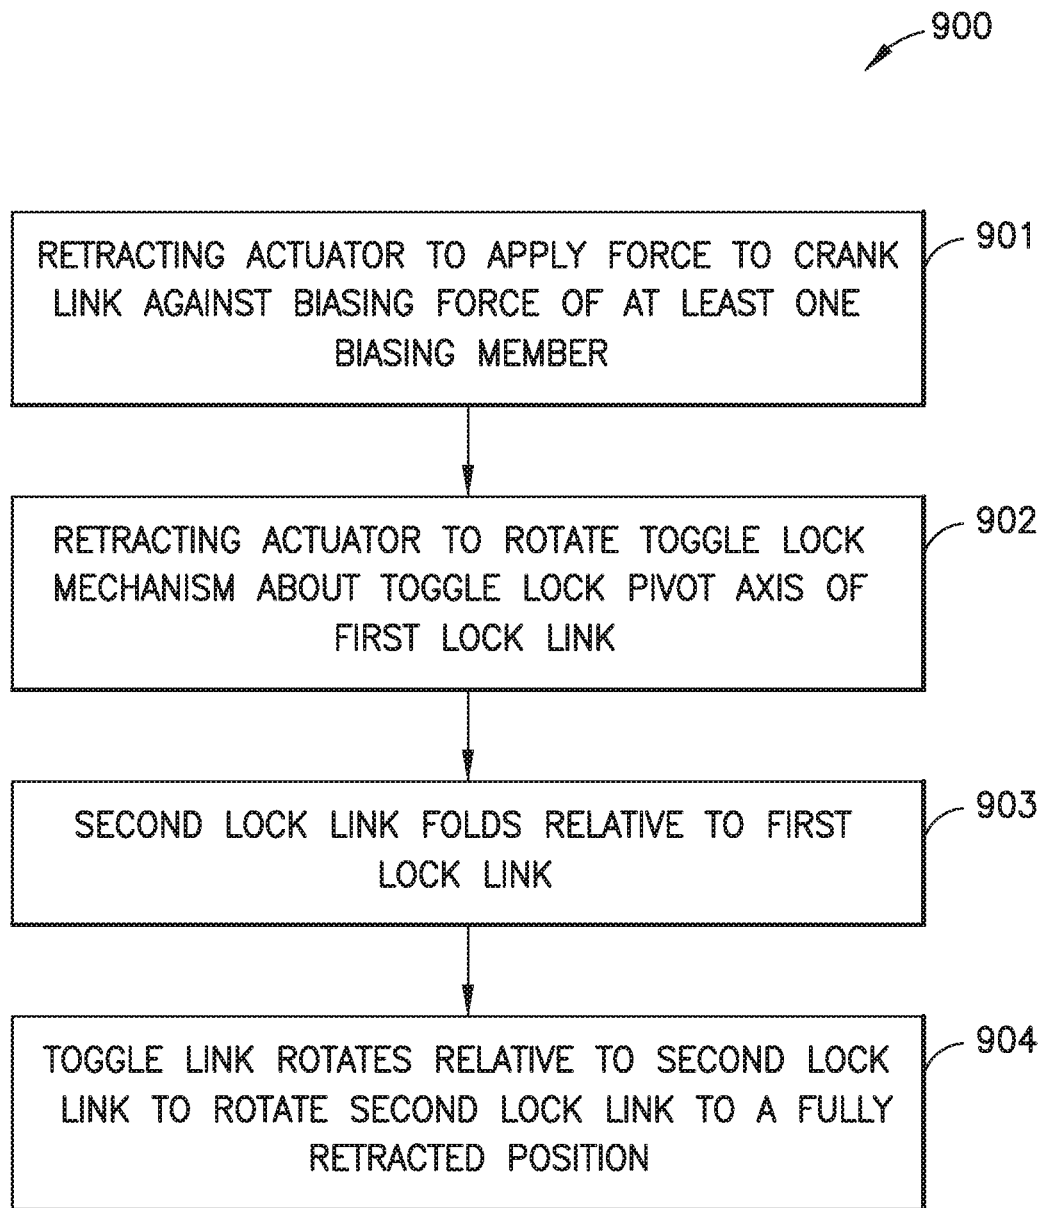 900
RETRACTING ACTUATOR TO APPLY FORCE TO CRANK
LINK AGAINST BIASING FORCE OF AT LEAST ONE
BIASING MEMBER
901
RETRACTING ACTUATOR TO ROTATE TOGGLE LOCK
MECHANISM ABOUT TOGGLE LOCK PIVOT AXIS OF
FIRST LOCK LINK
902
SECOND LOCK LINK FOLDS RELATIVE TO FIRST
LOCK LINK
903
TOGGLE LINK ROTATES RELATIVE TO SECOND LOCK
LINK TO ROTATE SECOND LOCK LINK TO A FULLY
RETRACTED POSITION
904